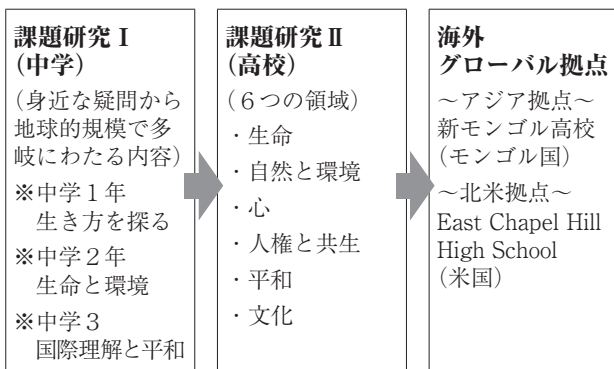 課題研究Ⅰ
(中学)
(身近な疑問から
地球的規模で多
岐にわたる内容)
※中学1年
生き方を探る
※中学2年
生命と環境
※中学3
国際理解と平和
課題研究Ⅱ
(高校)
(6つの領域)
・生命
・自然と環境
・心
・人権と共生
・平和
・文化
海外
グローバル拠点
～アジア拠点～
新モンゴル高校
(モンゴル国)
～北米拠点～
East Chapel Hill
High School
(米国)